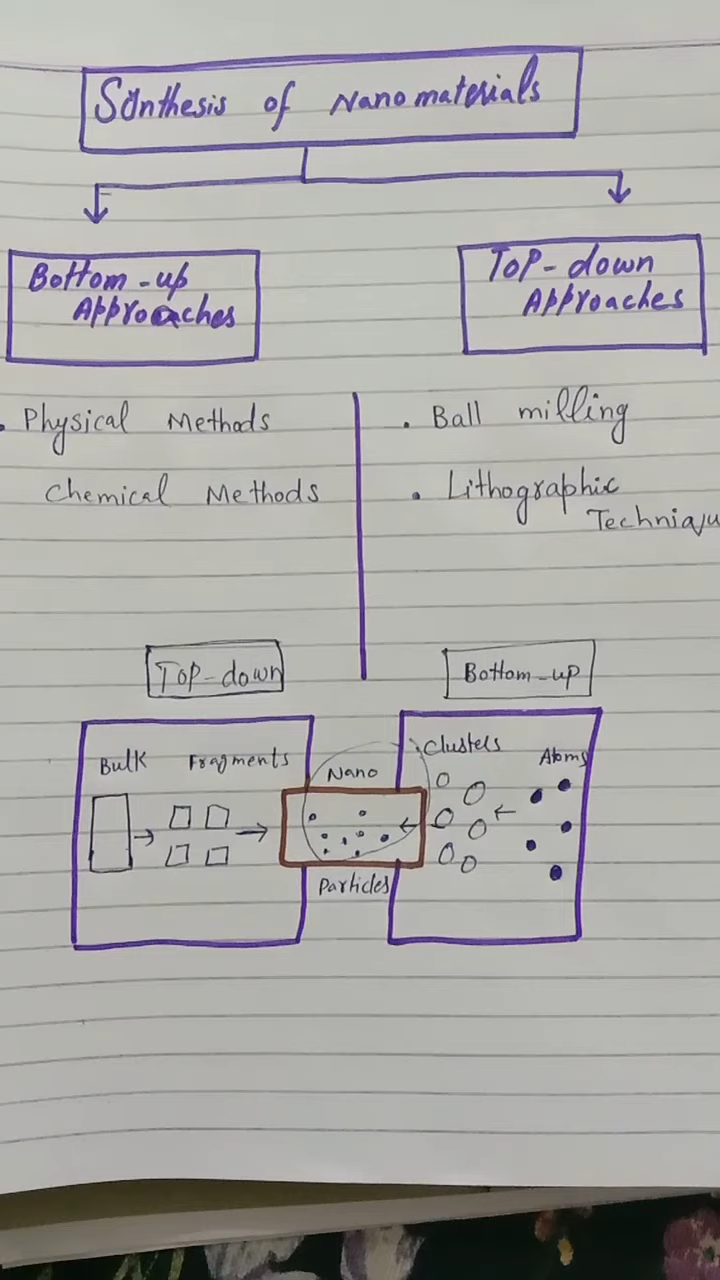 Synthesis of Nanomaterials
Bottom-up
Approaches
Top-down
Approaches
• Physical Methods
Chemical Methods
• Ball milling
• Lithographic
Techniqu
Top-down
Bottom-up
Bulk Fragments
Nano
Particles
Clusters
Atoms